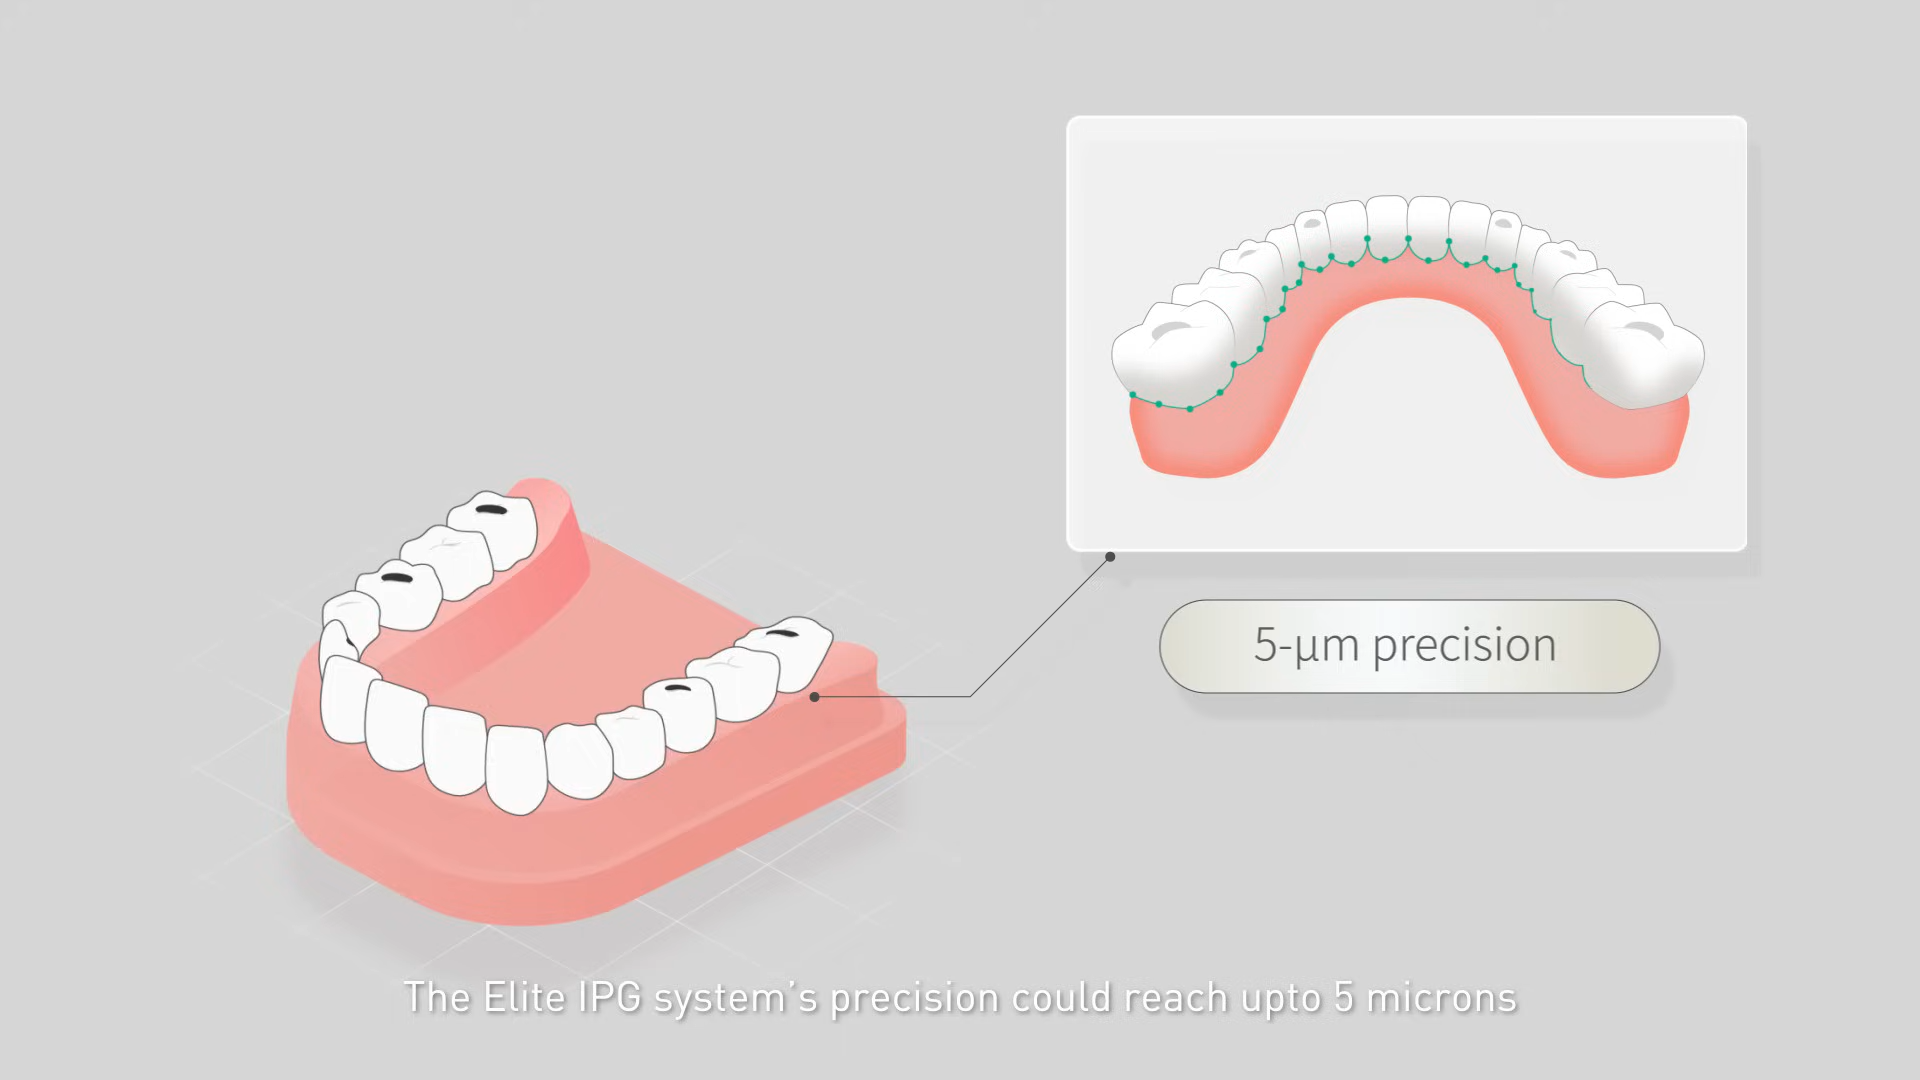 5-µm precision
The Elite IPG system's precision could reach upto 5 microns